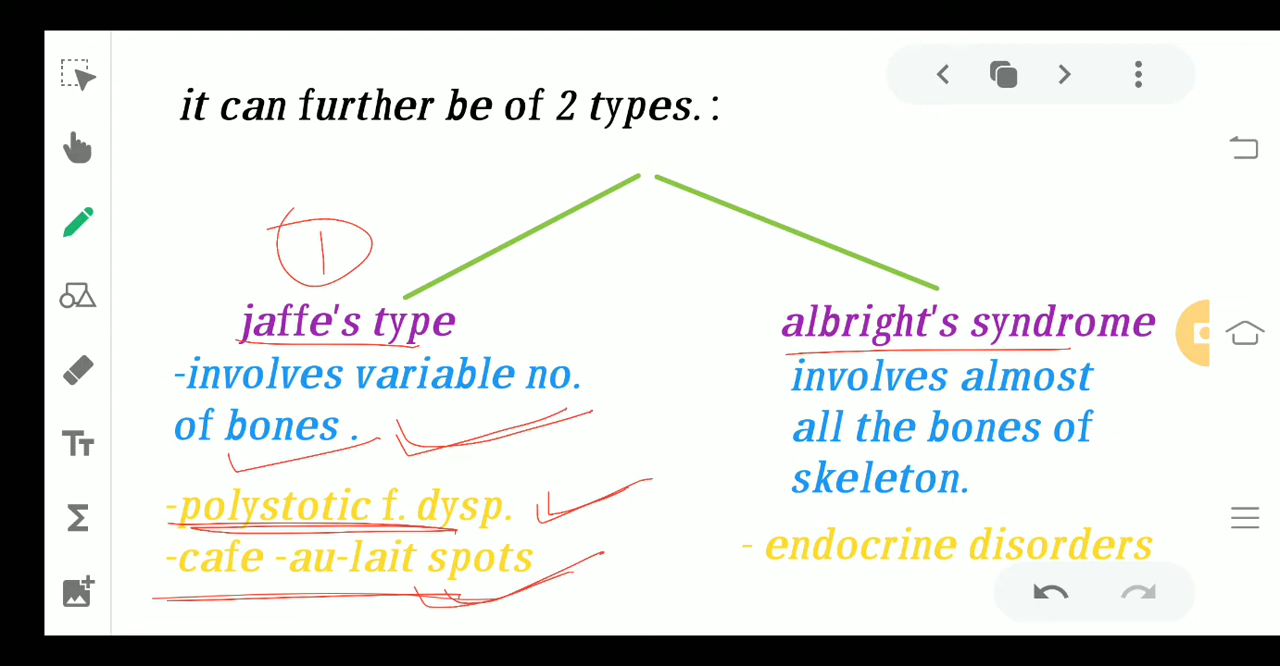 it can further be of 2 types. :
1
jaffe's type
-involves variable no.
of bones .
-polystotic f. dysp.
-cafe -au-lait spots
albright's syndrome
involves almost
all the bones of
skeleton.
- endocrine disorders
TT
Σ